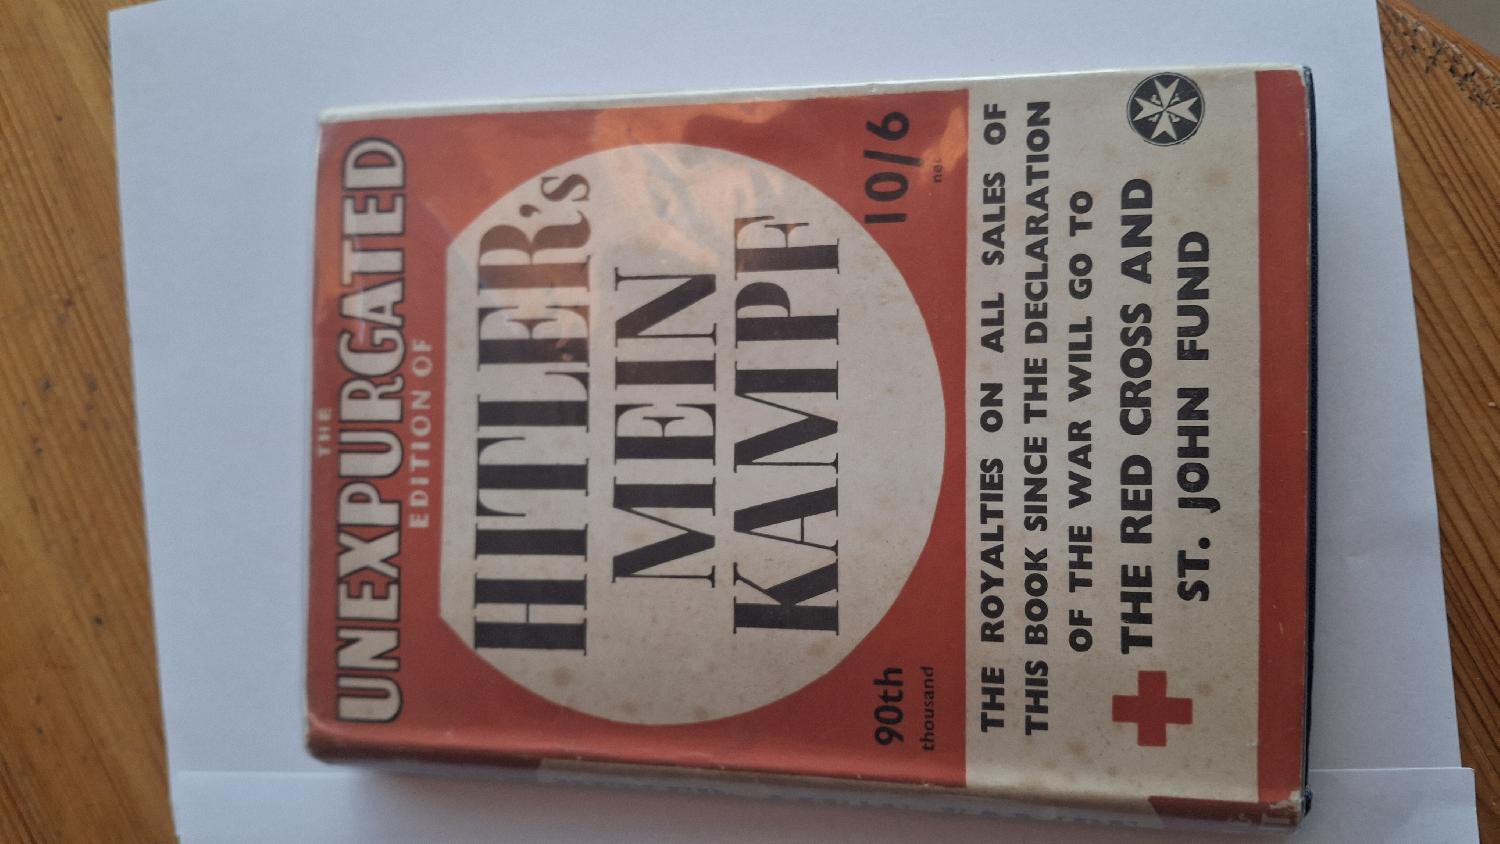 THE
UNEXPURGATED
EDITION OF
HITLER's
MEIN
KAMPF
90th
thousand
10/6
net
THE ROYALTIES ON ALL SALES OF
THIS BOOK SINCE THE DECLARATION
OF THE WAR WILL GO TO
THE RED CROSS AND
ST. JOHN FUND